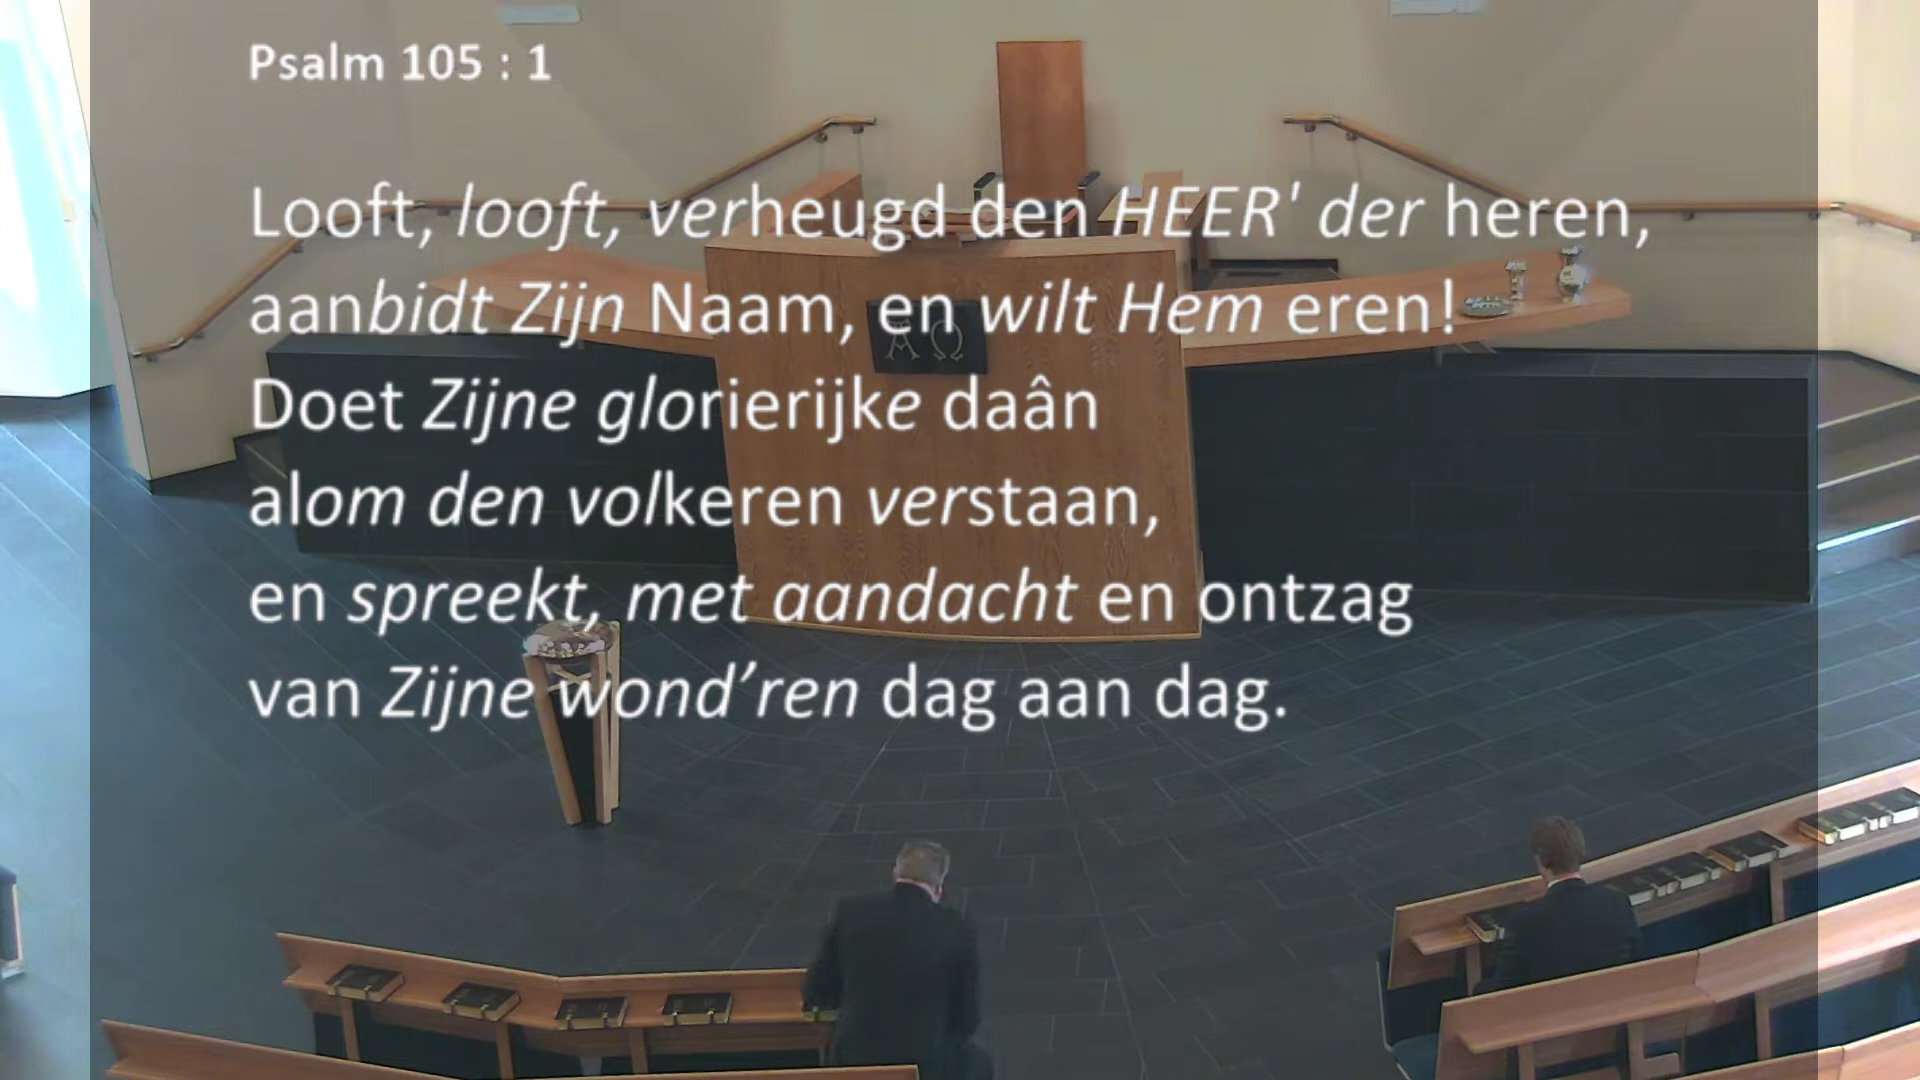 Psalm 105 : 1
Looft, looft, verheugd den HEER' der heren,
aanbidt Zijn Naam, en wilt Hem eren!
Doet Zijne glorierijke daân
alom den volkeren verstaan,
en spreekt, met aandacht en ontzag
van Zijne wond’ren dag aan dag.
Α Ω